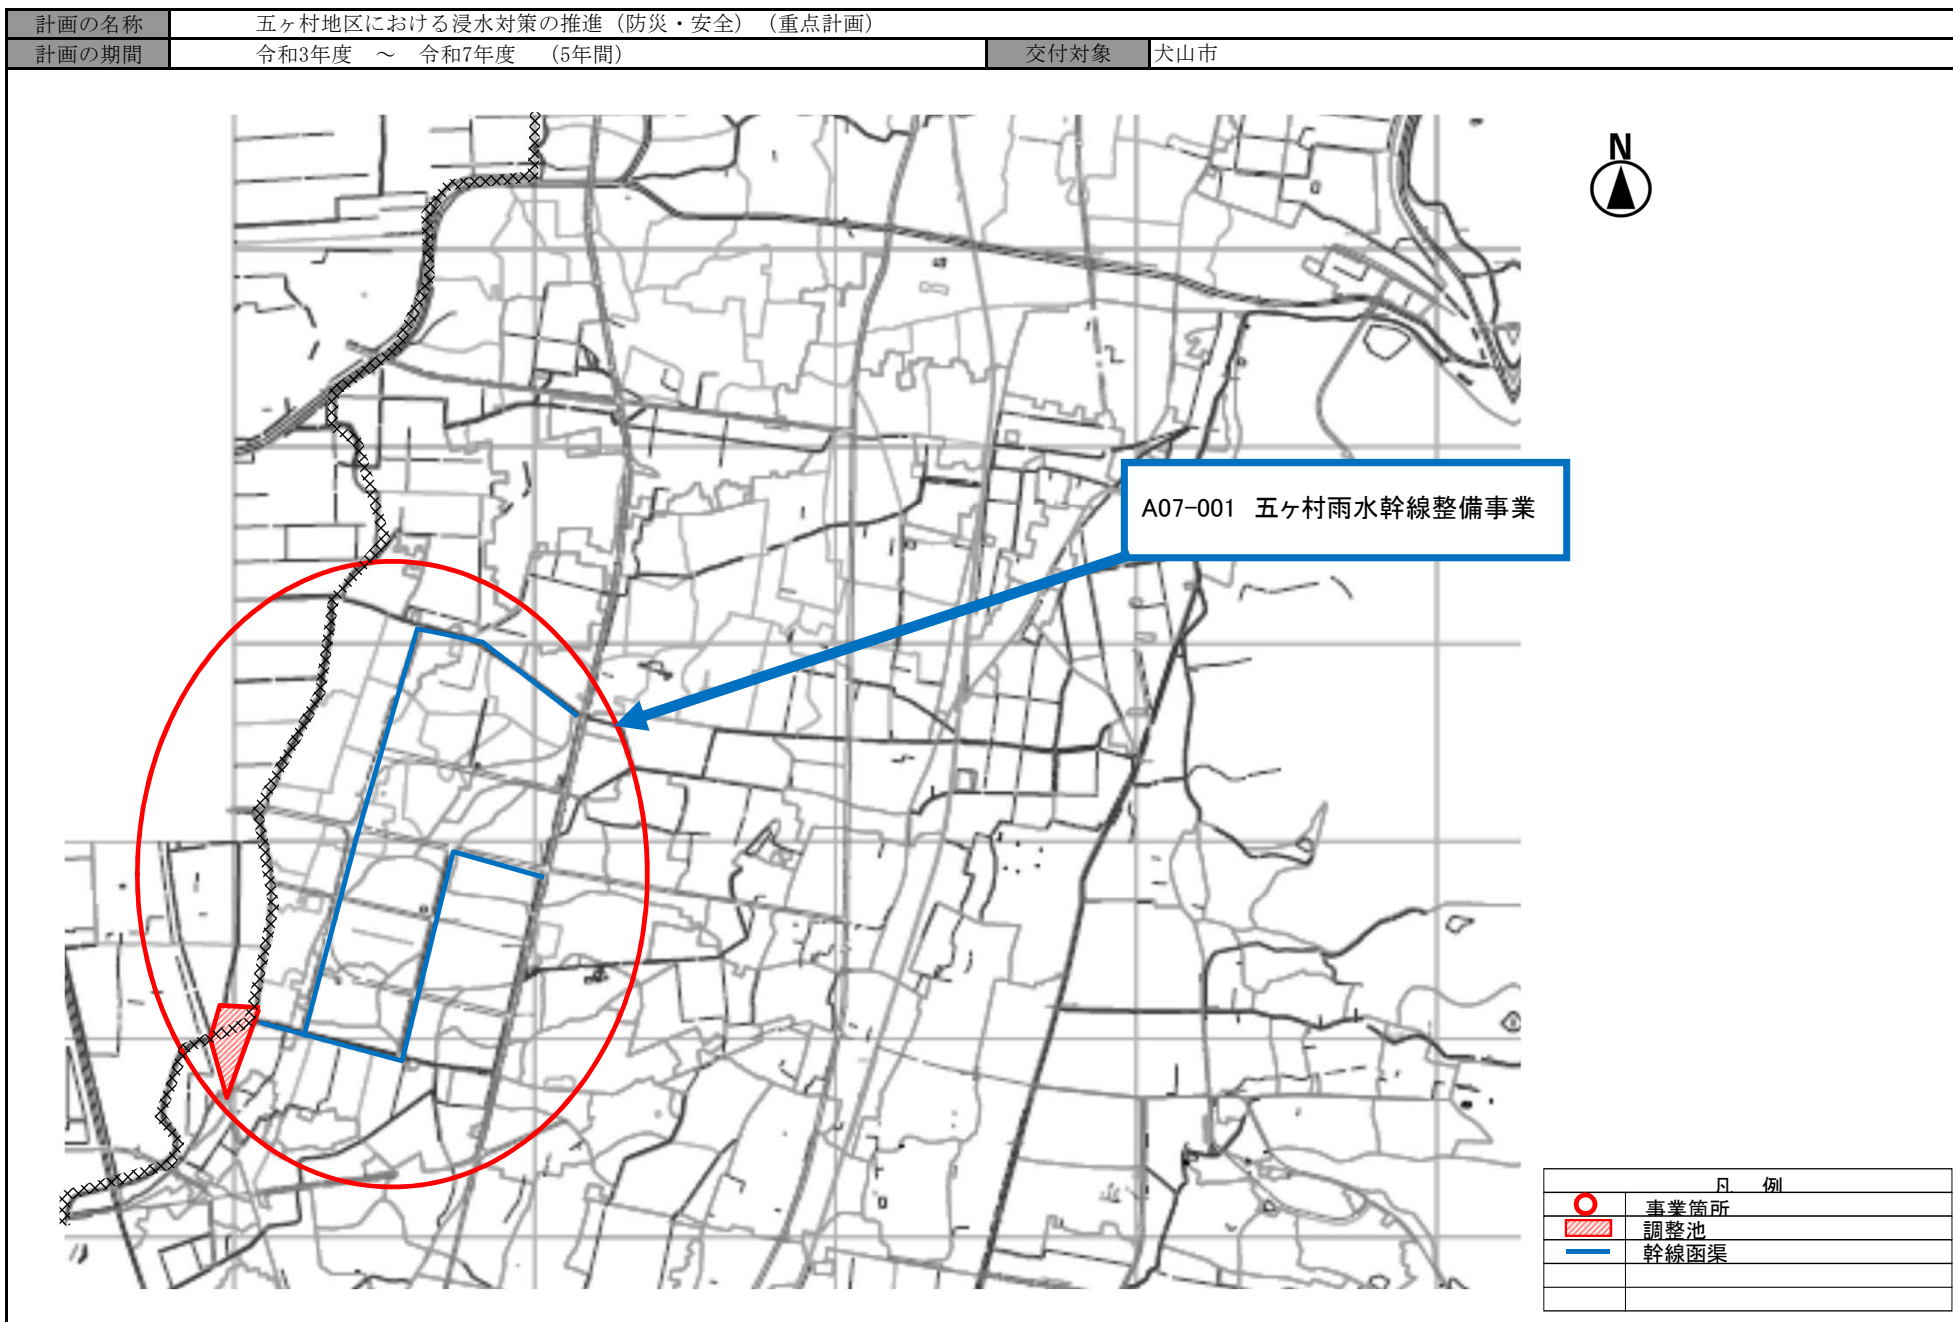 計画の名称 五ヶ村地区における浸水対策の推進（防災・安全）（重点計画）
計画の期間 令和3年度 ～ 令和7年度 （5年間） 交付対象 犬山市
N
A07-001 五ヶ村雨水幹線整備事業
凡 例
事業箇所
調整池
幹線函渠